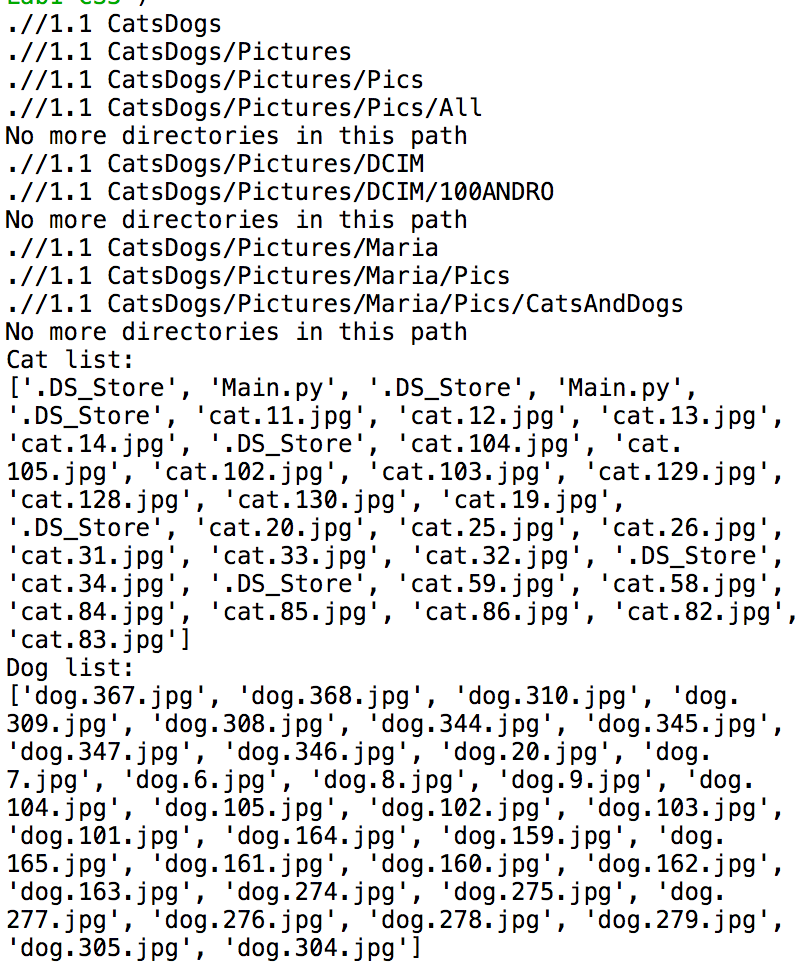 .//1.1 CatsDogs
.//1.1 CatsDogs/Pictures
.//1.1 CatsDogs/Pictures/Pics
.//1.1 CatsDogs/Pictures/Pics/All
No more directories in this path
.//1.1 CatsDogs/Pictures/DCIM
.//1.1 CatsDogs/Pictures/DCIM/100ANDRO
No more directories in this path
.//1.1 CatsDogs/Pictures/Maria
.//1.1 CatsDogs/Pictures/Maria/Pics
.//1.1 CatsDogs/Pictures/Maria/Pics/CatsAndDogs
No more directories in this path
Cat list:
['.DS_Store', 'Main.py', '.DS_Store', 'Main.py',
'.DS_Store', 'cat.11.jpg', 'cat.12.jpg', 'cat.13.jpg',
'cat.14.jpg', '.DS_Store', 'cat.104.jpg', 'cat.
105.jpg', 'cat.102.jpg', 'cat.103.jpg', 'cat.129.jpg',
'cat.128.jpg', 'cat.130.jpg', 'cat.19.jpg',
'.DS_Store', 'cat.20.jpg', 'cat.25.jpg', 'cat.26.jpg',
'cat.31.jpg', 'cat.33.jpg', 'cat.32.jpg', '.DS_Store',
'cat.34.jpg', '.DS_Store', 'cat.59.jpg', 'cat.58.jpg',
'cat.84.jpg', 'cat.85.jpg', 'cat.86.jpg', 'cat.82.jpg',
'cat.83.jpg']
Dog list:
['dog.367.jpg', 'dog.368.jpg', 'dog.310.jpg', 'dog.
309.jpg', 'dog.308.jpg', 'dog.344.jpg', 'dog.345.jpg',
'dog.347.jpg', 'dog.346.jpg', 'dog.20.jpg', 'dog.
7.jpg', 'dog.6.jpg', 'dog.8.jpg', 'dog.9.jpg', 'dog.
104.jpg', 'dog.105.jpg', 'dog.102.jpg', 'dog.103.jpg',
'dog.101.jpg', 'dog.164.jpg', 'dog.159.jpg', 'dog.
165.jpg', 'dog.161.jpg', 'dog.160.jpg', 'dog.162.jpg',
'dog.163.jpg', 'dog.274.jpg', 'dog.275.jpg', 'dog.
277.jpg', 'dog.276.jpg', 'dog.278.jpg', 'dog.279.jpg',
'dog.305.jpg', 'dog.304.jpg']